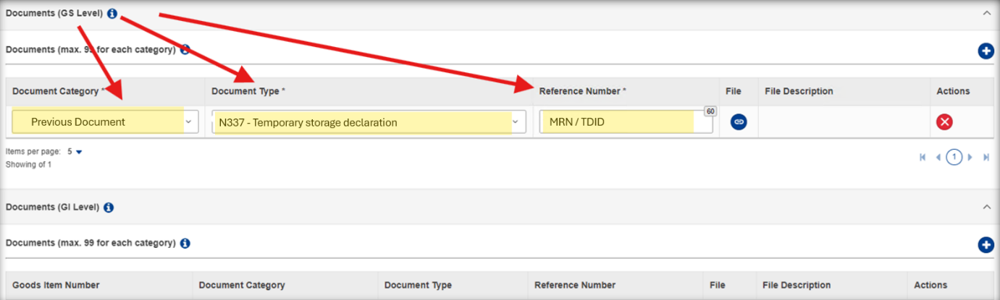 Documents (GS Level)
Documents (max. 99 for each category)
Document Category * Document Type * Reference Number * File File Description Actions
Previous Document N337 - Temporary storage declaration MRN / TDID 60
Items per page: 5
Showing of 1
1
Documents (GI Level)
Documents (max. 99 for each category)
Goods Item Number Document Category Document Type Reference Number File File Description Actions